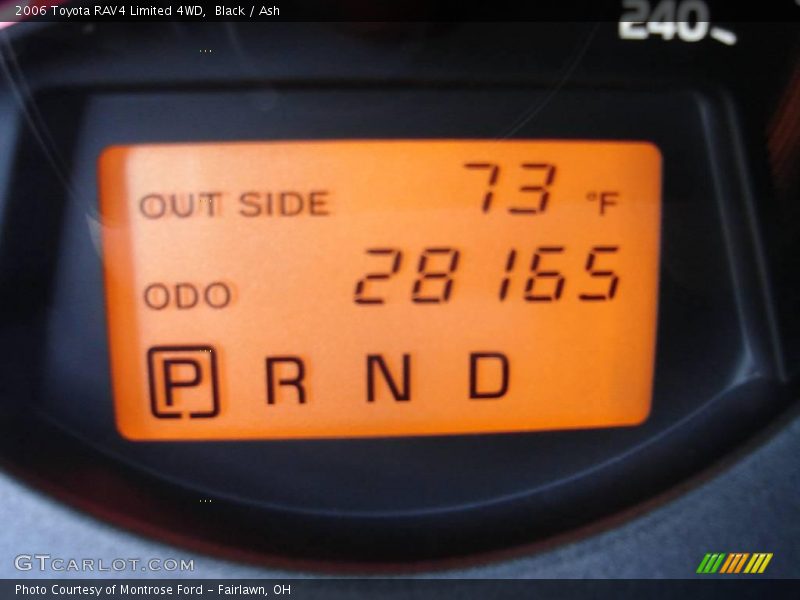 2006 Toyota RAV4 Limited 4WD, Black / Ash
240
OUT SIDE 73 °F
ODO 28165
P R N D
GTCARLOT.COM
Photo Courtesy of Montrose Ford - Fairlawn, OH